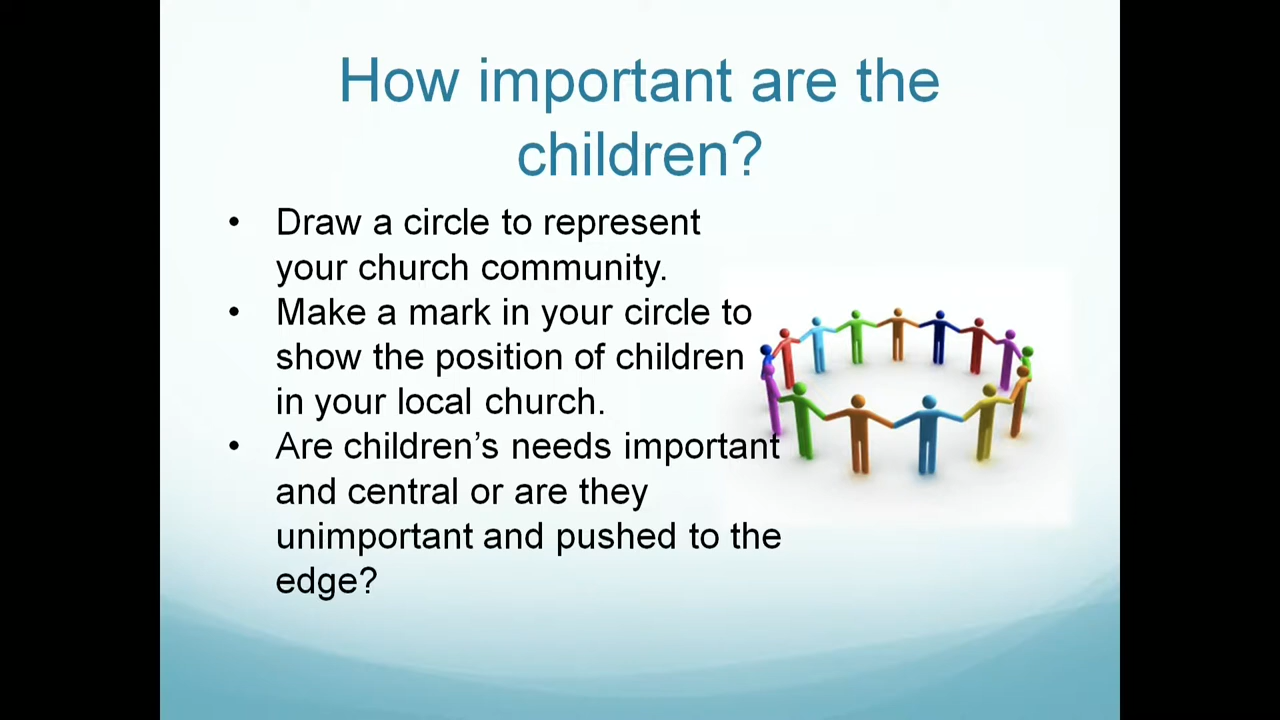 How important are the
children?
• Draw a circle to represent
your church community.
• Make a mark in your circle to
show the position of children
in your local church.
• Are children’s needs important
and central or are they
unimportant and pushed to the
edge?